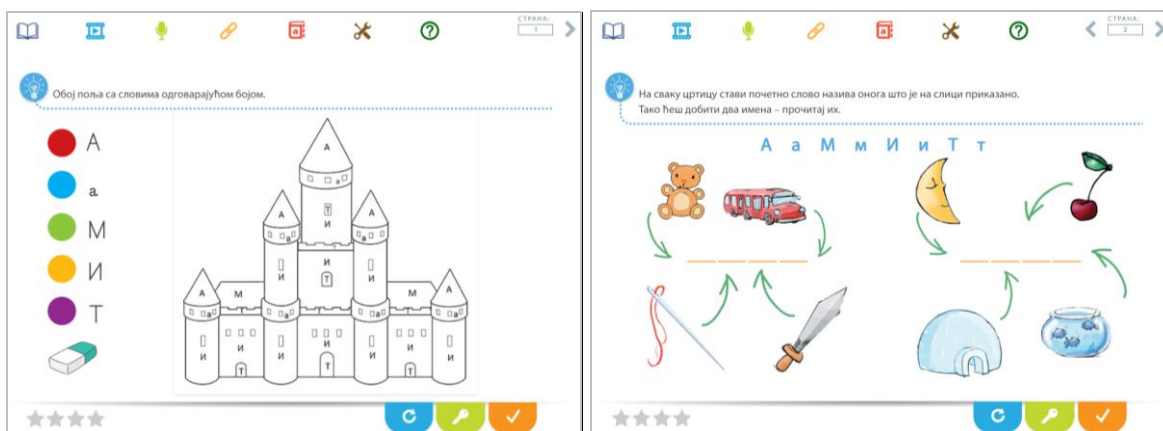 СТРАНА:
1
Обој поља са словима одговарајућом бојом.
А
а
М
И
Т
А
а
Т
И
А
А
а
а
И
И
И
Т
А
М
М
А
а
а
а
а
И
И
И
И
И
Т
Т
Т
СТРАНА:
2
На сваку цртицу стави почетно слово назива онога што је на слици приказано.
Тако ћеш добити два имена – прочитај их.
А а М м И и Т т